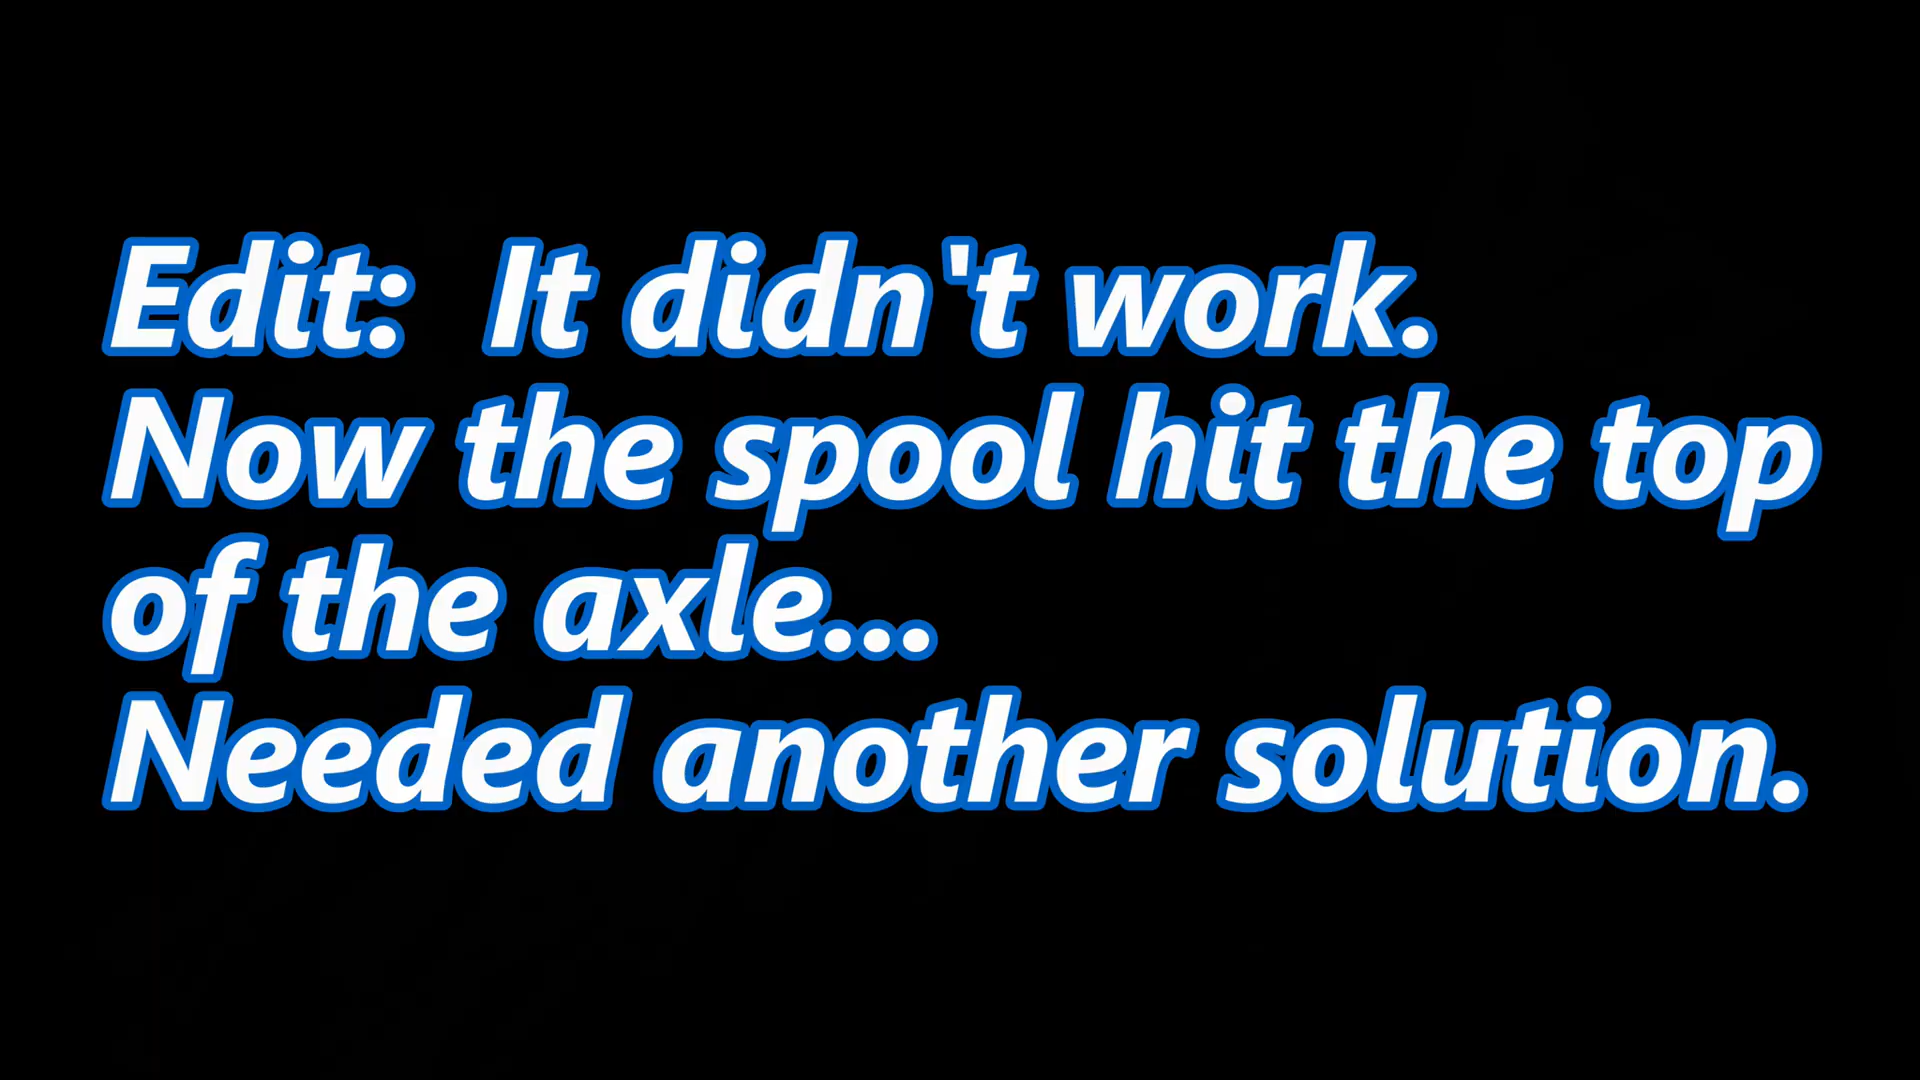 Edit:  It didn't work.
Now the spool hit the top
of the axle...
Needed another solution.